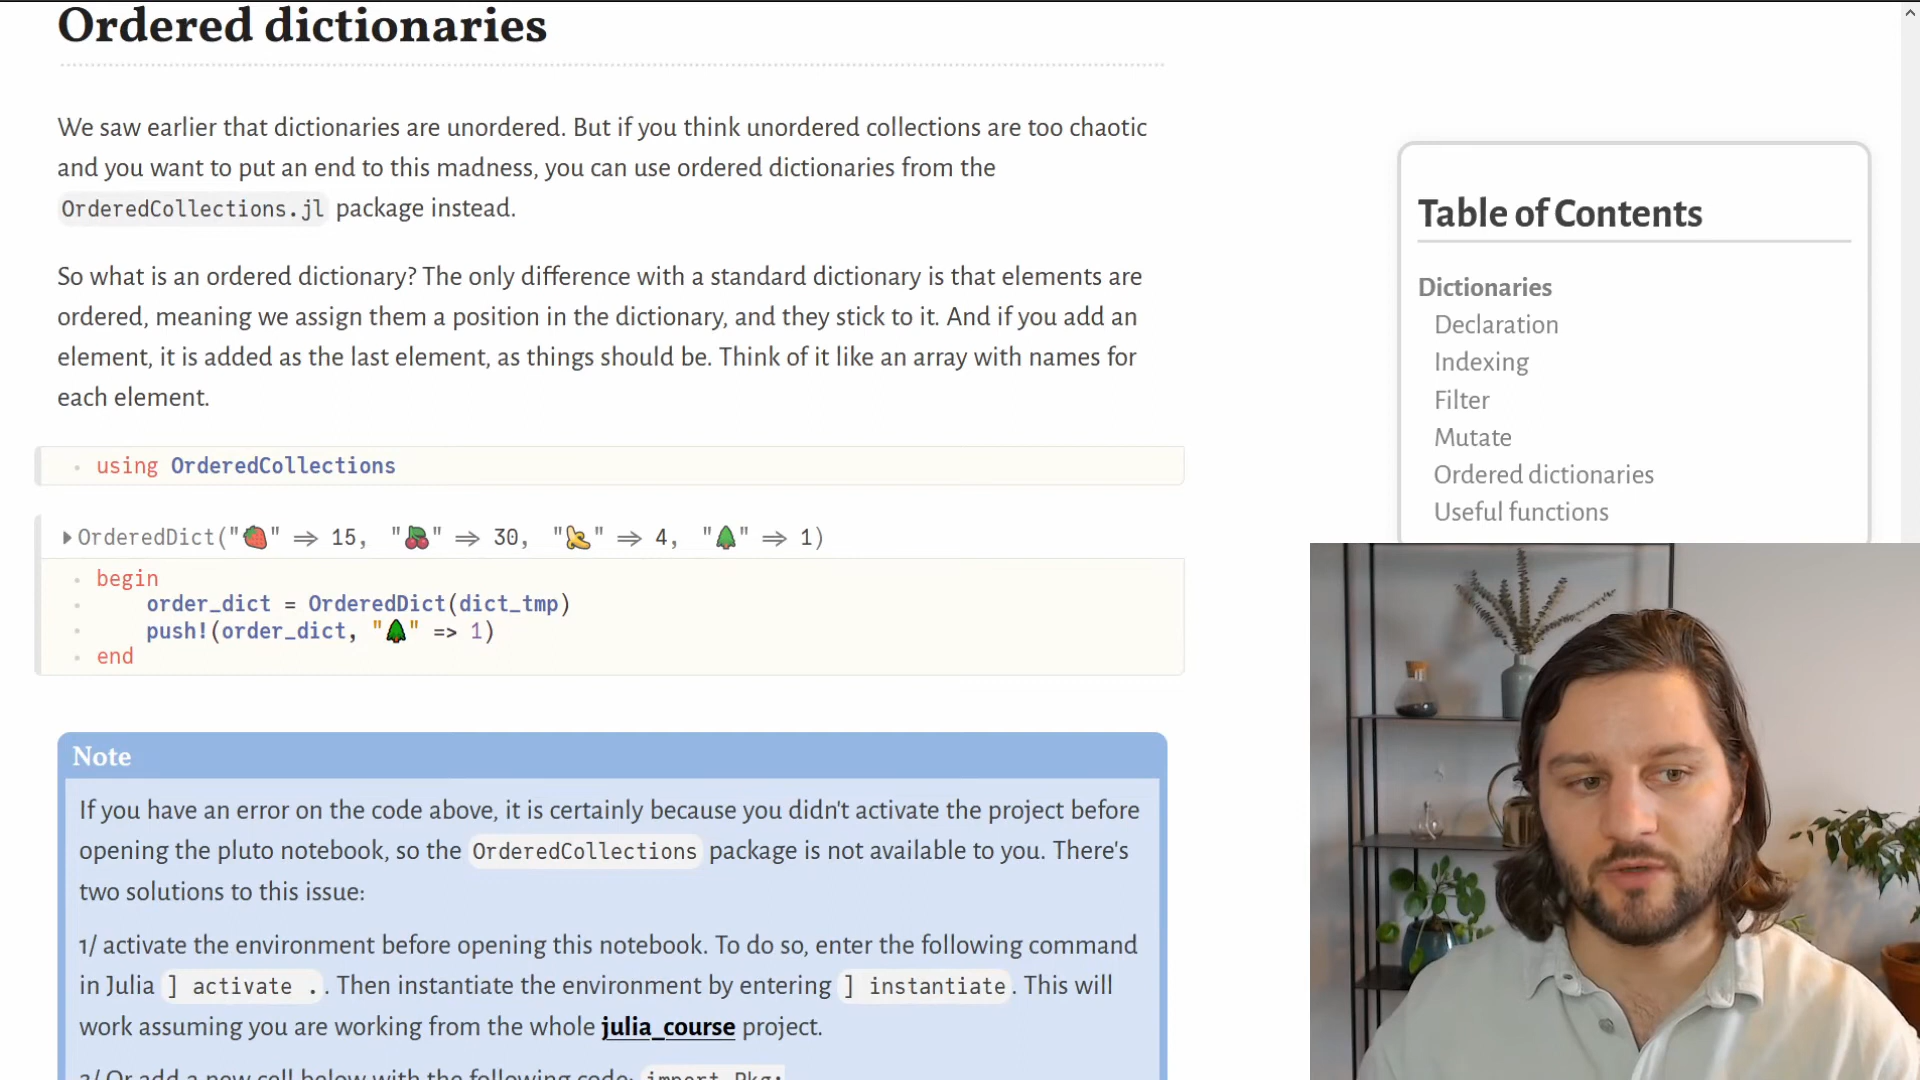 Ordered dictionaries
We saw earlier that dictionaries are unordered. But if you think unordered collections are too chaotic
and you want to put an end to this madness, you can use ordered dictionaries from the
OrderedCollections.jl package instead.
So what is an ordered dictionary? The only difference with a standard dictionary is that elements are
ordered, meaning we assign them a position in the dictionary, and they stick to it. And if you add an
element, it is added as the last element, as things should be. Think of it like an array with names for
each element.
using OrderedCollections
OrderedDict("🍓" ⇒ 15, "🍒" ⇒ 30, "🍌" ⇒ 4, "🌲" ⇒ 1)
begin
order_dict = OrderedDict(dict_tmp)
push!(order_dict, "🌲" => 1)
end
Note
If you have an error on the code above, it is certainly because you didn't activate the project before
opening the pluto notebook, so the OrderedCollections package is not available to you. There's
two solutions to this issue:
1/ activate the environment before opening this notebook. To do so, enter the following command
in Julia ] activate .. Then instantiate the environment by entering ] instantiate. This will
work assuming you are working from the whole julia_course project.
2/ Or add a new cell below with the following code: import Pkg;
Table of Contents
Dictionaries
Declaration
Indexing
Filter
Mutate
Ordered dictionaries
Useful functions